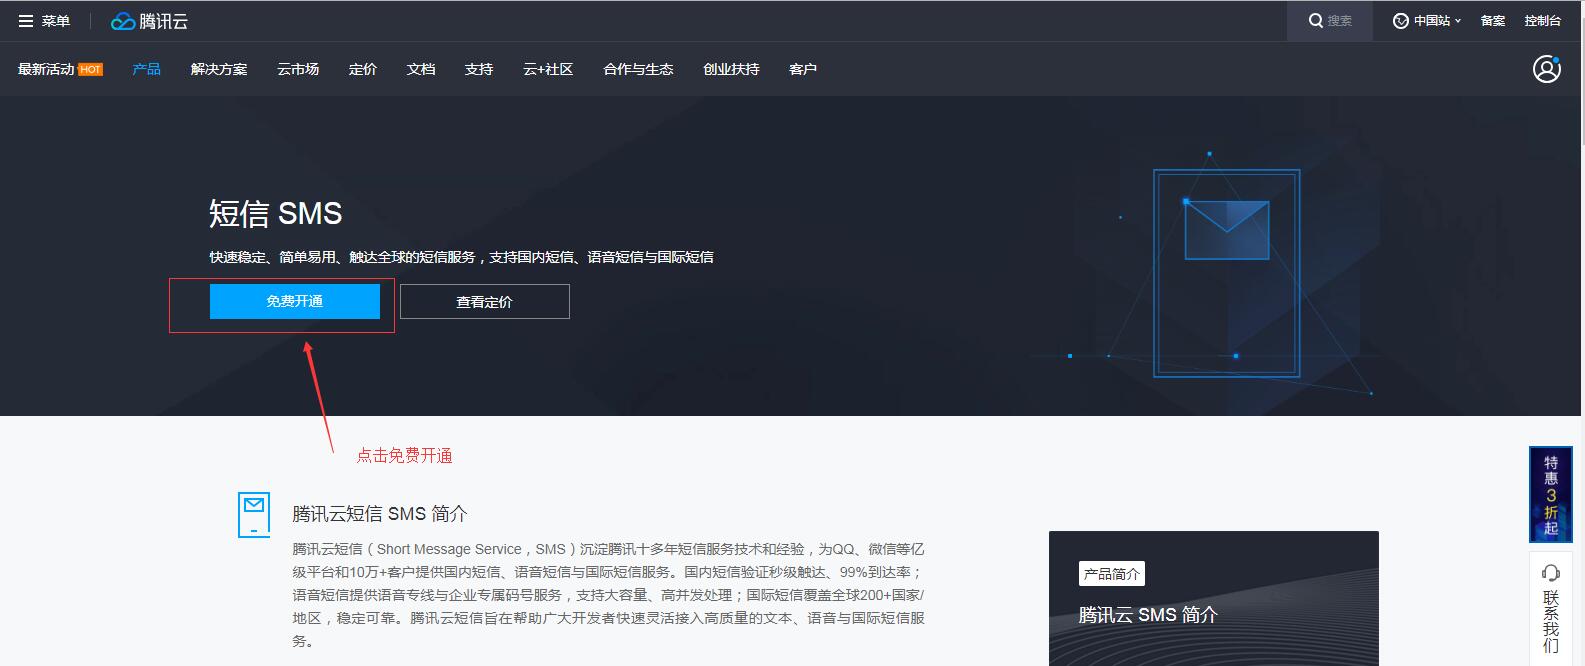 菜单
腾讯云
搜索
中国站
备案
控制台
最新活动 HOT
产品
解决方案
云市场
定价
文档
支持
云+社区
合作与生态
创业扶持
客户
短信 SMS
快速稳定、简单易用、触达全球的短信服务，支持国内短信、语音短信与国际短信
免费开通
查看定价
点击免费开通
腾讯云短信 SMS 简介
腾讯云短信（Short Message Service，SMS）沉淀腾讯十多年短信服务技术和经验，为QQ、微信等亿
级平台和10万+客户提供国内短信、语音短信与国际短信服务。国内短信验证秒级触达、99%到达率；
语音短信提供语音专线与企业专属码号服务，支持大容量、高并发处理；国际短信覆盖全球200+国家/
地区，稳定可靠。腾讯云短信旨在帮助广大开发者快速灵活接入高质量的文本、语音与国际短信服
务。
产品简介
腾讯云 SMS 简介
特惠3折起
联系我们